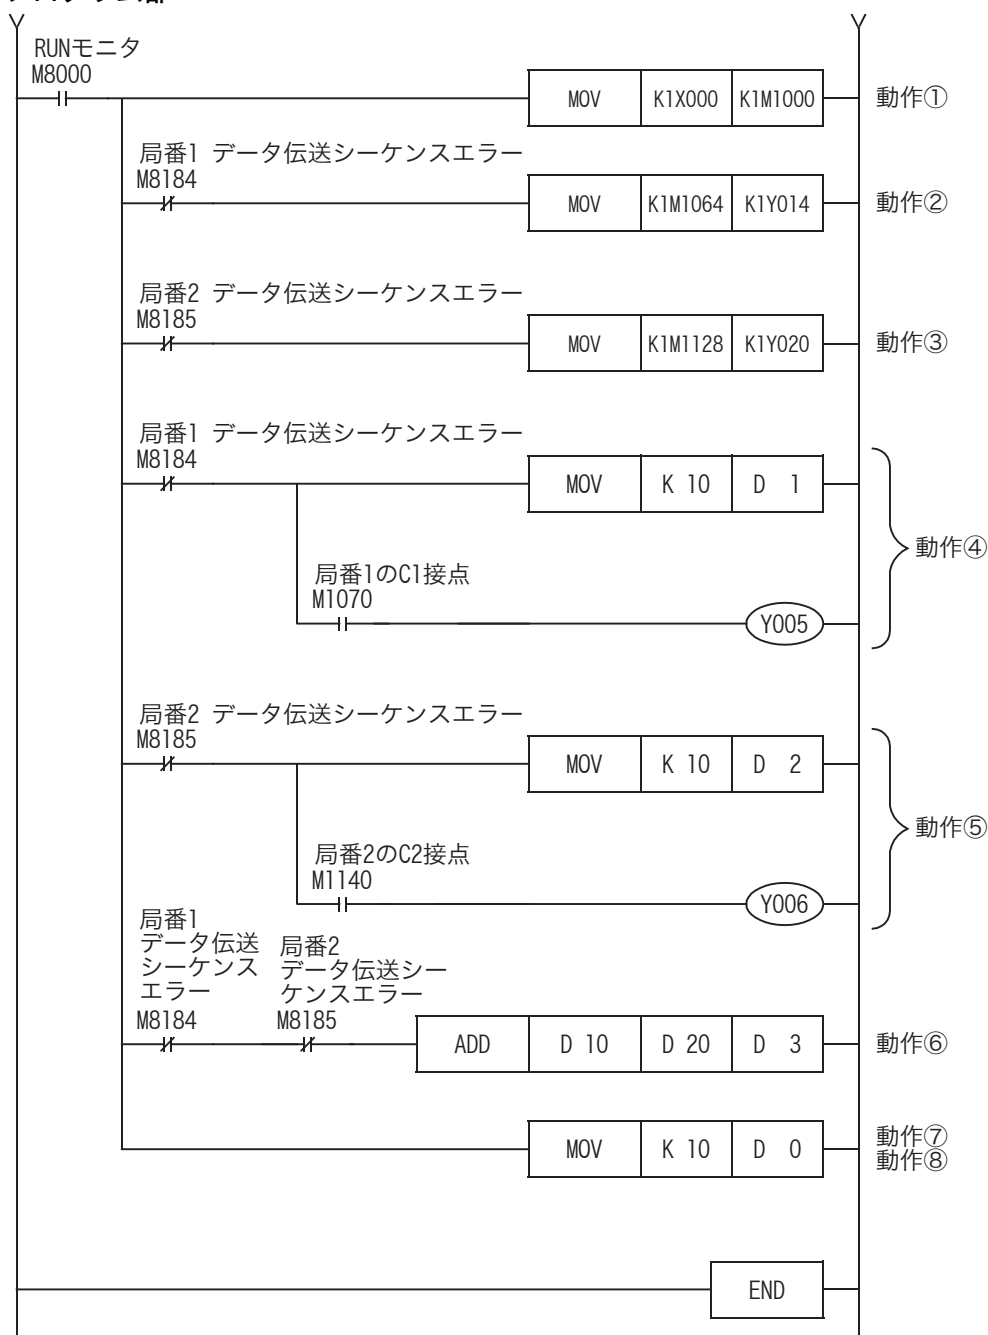 RUNモニタ
M8000
MOV K1X000 K1M1000 動作①
局番1 データ伝送シーケンスエラー
M8184
MOV K1M1064 K1Y014 動作②
局番2 データ伝送シーケンスエラー
M8185
MOV K1M1128 K1Y020 動作③
局番1 データ伝送シーケンスエラー
M8184
MOV K 10 D 1
動作④
局番1のC1接点
M1070
Y005
局番2 データ伝送シーケンスエラー
M8185
MOV K 10 D 2
動作⑤
局番2のC2接点
M1140
Y006
局番1
データ伝送
シーケンス
エラー
M8184
局番2
データ伝送シー
ケンスエラー
M8185
ADD D 10 D 20 D 3 動作⑥
MOV K 10 D 0
動作⑦
動作⑧
END